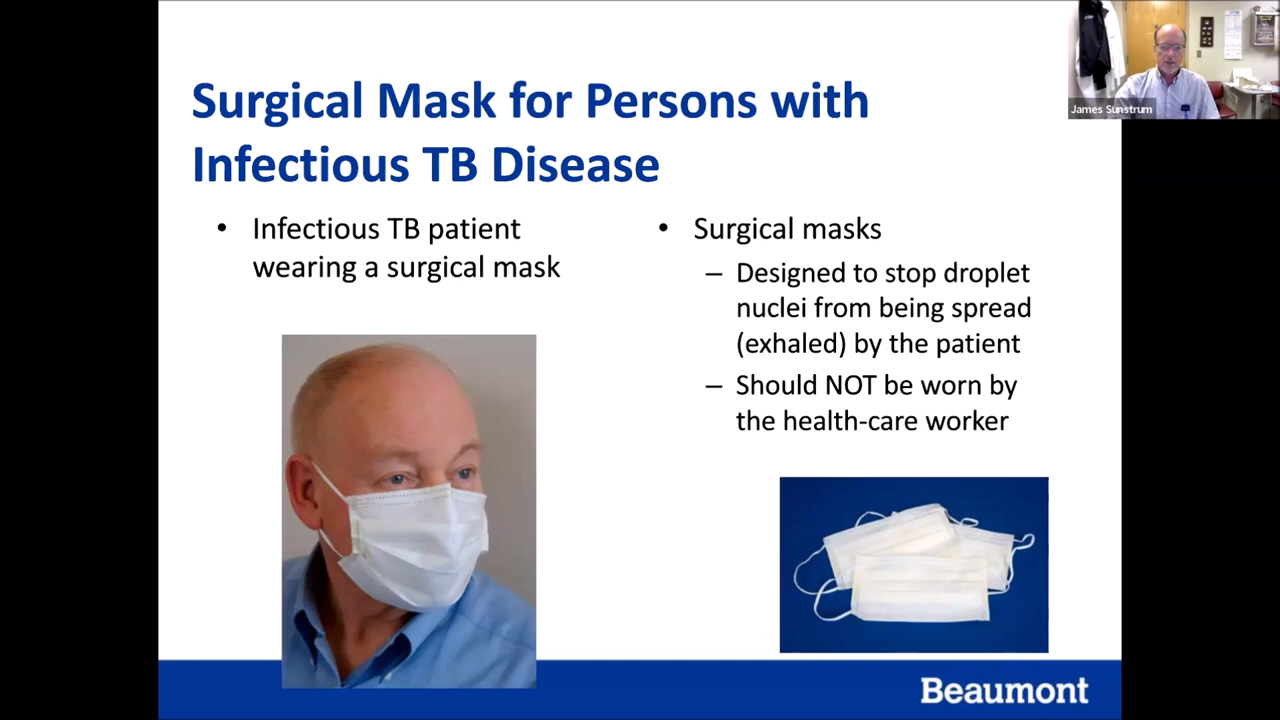 Surgical Mask for Persons with
Infectious TB Disease
• Infectious TB patient
wearing a surgical mask
• Surgical masks
– Designed to stop droplet
nuclei from being spread
(exhaled) by the patient
– Should NOT be worn by
the health-care worker
Beaumont
James Sunstrum